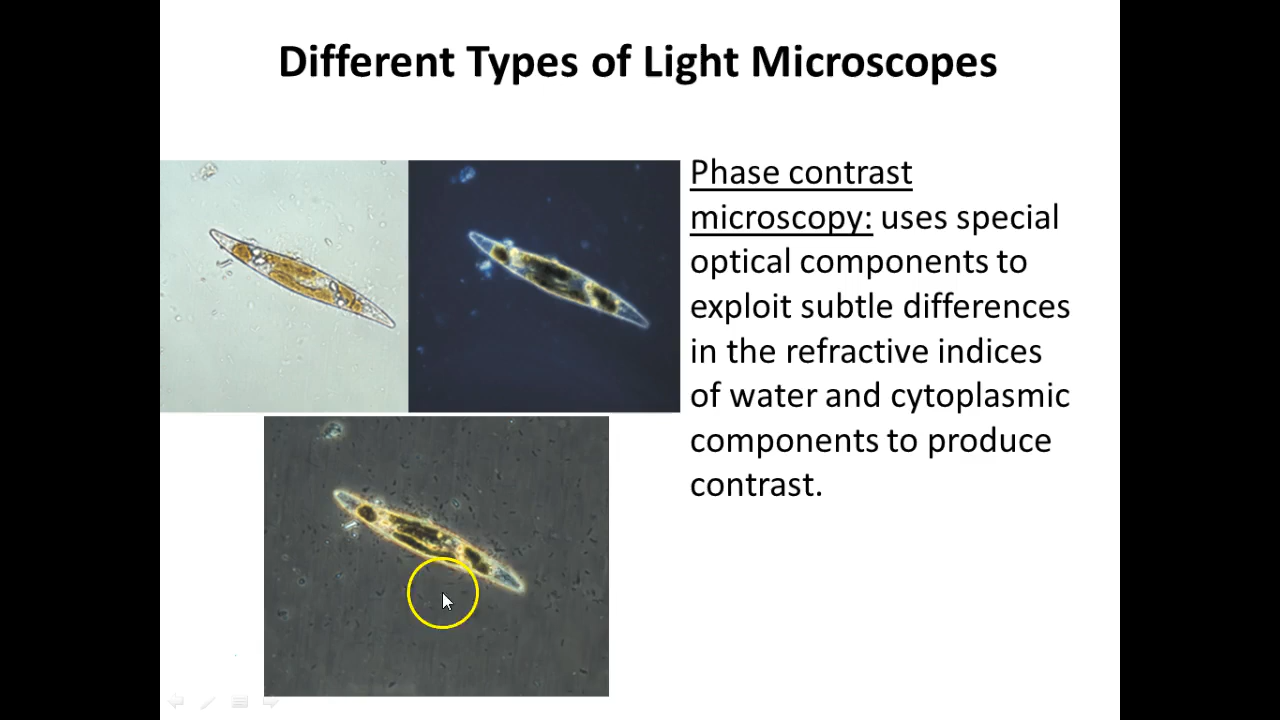 Different Types of Light Microscopes
Phase contrast
microscopy: uses special
optical components to
exploit subtle differences
in the refractive indices
of water and cytoplasmic
components to produce
contrast.